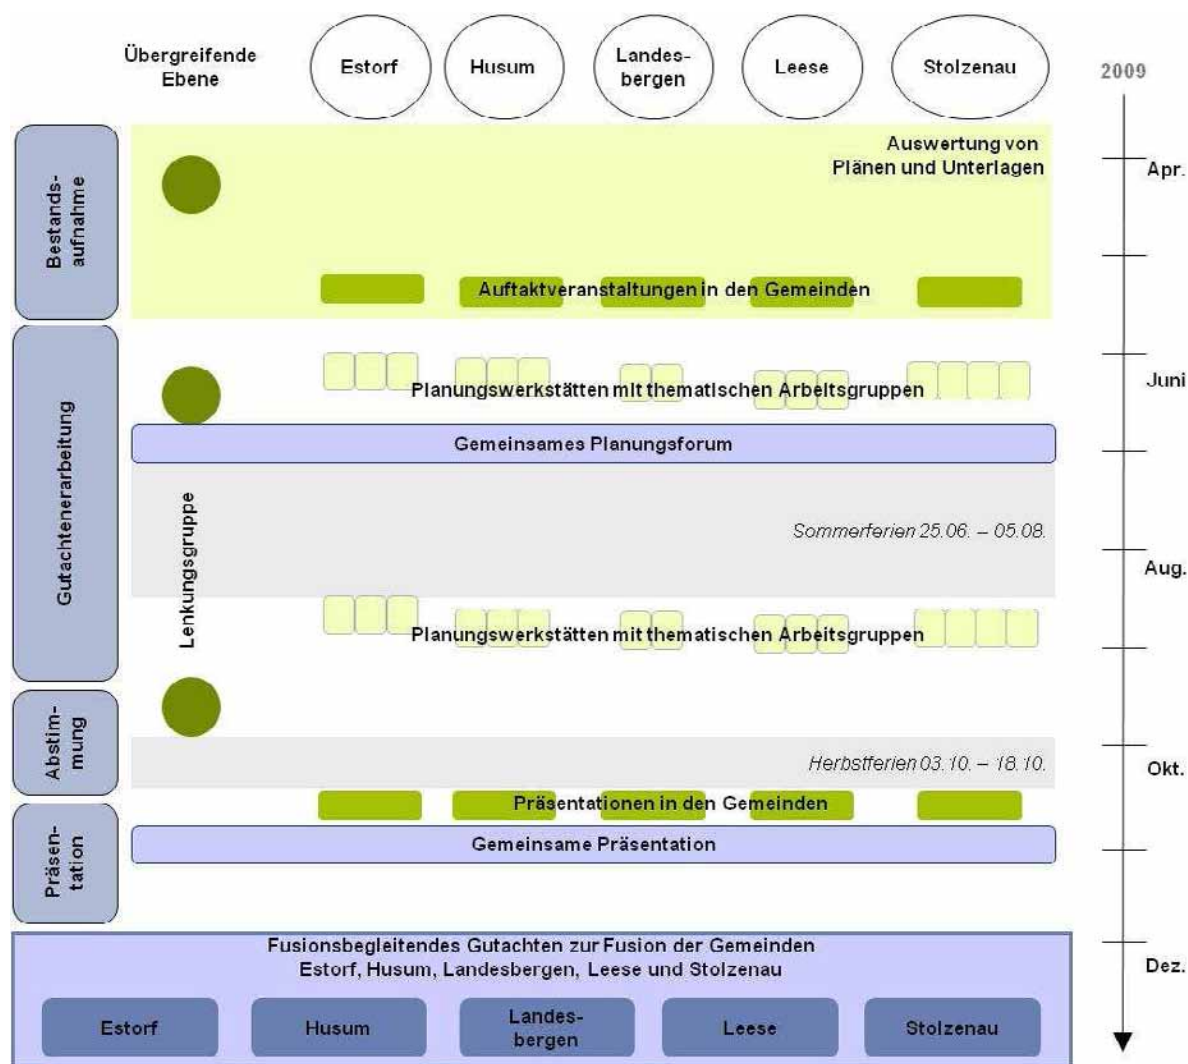 Übergreifende
Ebene
Estorf
Husum
Landes-
bergen
Leese
Stolzenau
2009
Bestands-
aufnahme
Auswertung von
Plänen und Unterlagen
Apr.
Auftaktveranstaltungen in den Gemeinden
Gutachtenerarbeitung
Planungswerkstätten mit thematischen Arbeitsgruppen
Juni
Gemeinsames Planungsforum
Lenkungsgruppe
Sommerferien 25.06. – 05.08.
Aug.
Planungswerkstätten mit thematischen Arbeitsgruppen
Abstim-
mung
Herbstferien 03.10. – 18.10.
Okt.
Präsentationen in den Gemeinden
Präsen-
tation
Gemeinsame Präsentation
Fusionsbegleitendes Gutachten zur Fusion der Gemeinden
Estorf, Husum, Landesbergen, Leese und Stolzenau
Dez.
Estorf
Husum
Landes-
bergen
Leese
Stolzenau